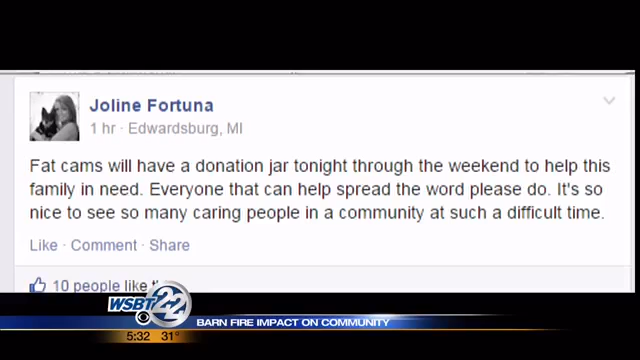 Joline Fortuna
1 hr · Edwardsburg, MI
Fat cams will have a donation jar tonight through the weekend to help this
family in need. Everyone that can help spread the word please do. It's so
nice to see so many caring people in a community at such a difficult time.
Like · Comment · Share
10 people like
WSBT 22
BARN FIRE IMPACT ON COMMUNITY
5:32 31°